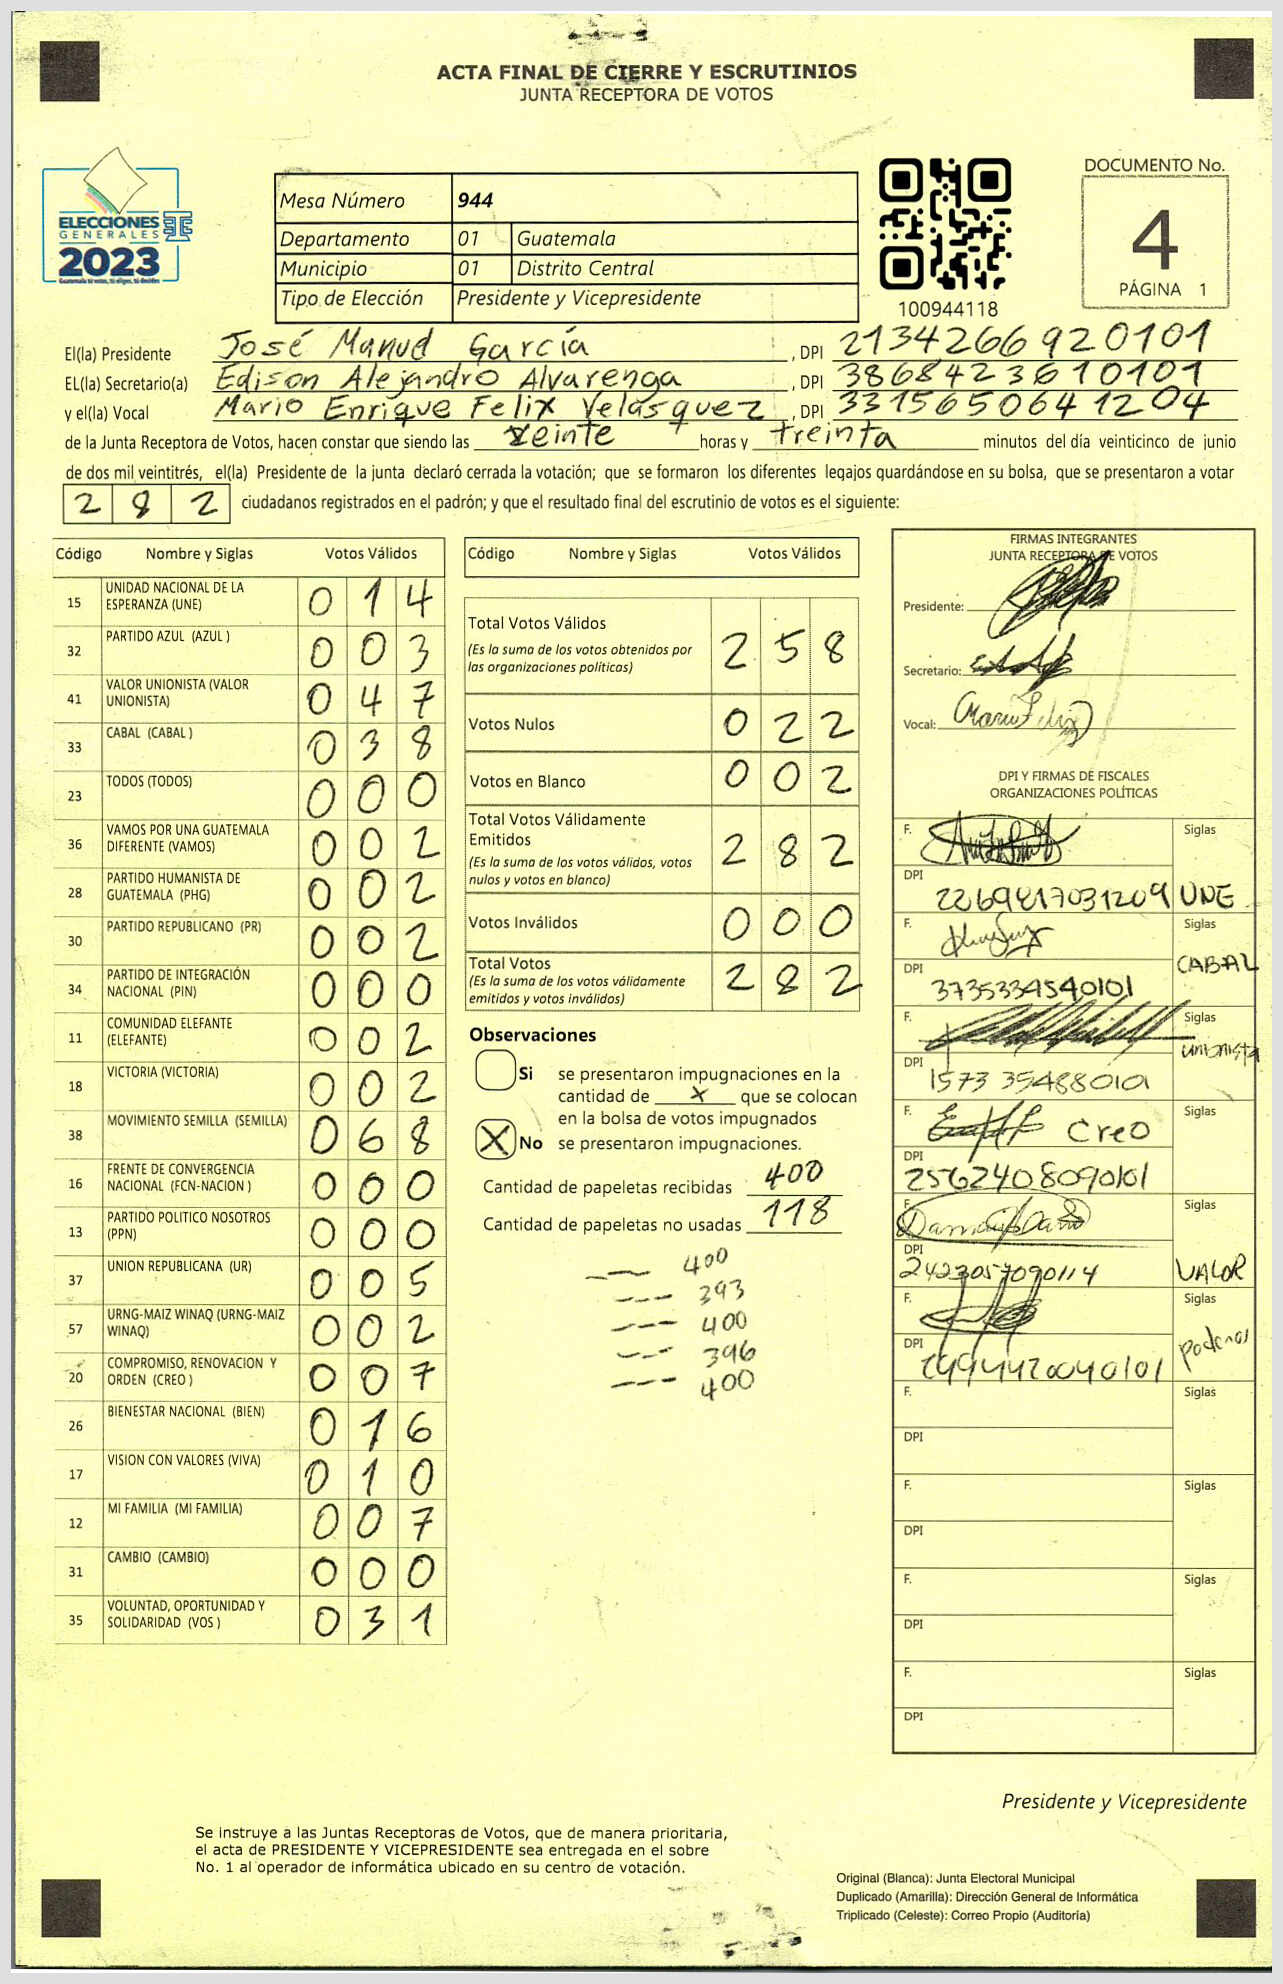 ACTA FINAL DE CIERRE Y ESCRUTINIOS
JUNTA RECEPTORA DE VOTOS
ELECCIONES
GENERALES
2023
Guatemala tú votas, tú eliges, tú decides
Mesa Número 944
Departamento 01 Guatemala
Municipio 01 Distrito Central
Tipo de Elección Presidente y Vicepresidente
100944118
DOCUMENTO No.
4
PÁGINA 1
El(la) Presidente José Manuel García, DPI 2134266920101
EL(la) Secretario(a) Edison Alejandro Alvarenga, DPI 3868423610101
y el(la) Vocal Mario Enrique Felix Velásquez, DPI 3315650641204
de la Junta Receptora de Votos, hacen constar que siendo las veinte horas y treinta minutos del día veinticinco de junio
de dos mil veintitrés, el(la) Presidente de la junta declaró cerrada la votación; que se formaron los diferentes legajos quardándose en su bolsa, que se presentaron a votar
2 8 2 ciudadanos registrados en el padrón; y que el resultado final del escrutinio de votos es el siguiente:
Código Nombre y Siglas Votos Válidos
15 UNIDAD NACIONAL DE LA ESPERANZA (UNE) 0 1 4
32 PARTIDO AZUL (AZUL ) 0 0 3
41 VALOR UNIONISTA (VALOR UNIONISTA) 0 4 7
33 CABAL (CABAL ) 0 3 8
23 TODOS (TODOS) 0 0 0
36 VAMOS POR UNA GUATEMALA DIFERENTE (VAMOS) 0 0 2
28 PARTIDO HUMANISTA DE GUATEMALA (PHG) 0 0 2
30 PARTIDO REPUBLICANO (PR) 0 0 2
34 PARTIDO DE INTEGRACIÓN NACIONAL (PIN) 0 0 0
11 COMUNIDAD ELEFANTE (ELEFANTE) 0 0 2
18 VICTORIA (VICTORIA) 0 0 2
38 MOVIMIENTO SEMILLA (SEMILLA) 0 6 8
16 FRENTE DE CONVERGENCIA NACIONAL (FCN-NACION ) 0 0 0
13 PARTIDO POLITICO NOSOTROS (PPN) 0 0 0
37 UNION REPUBLICANA (UR) 0 0 5
57 URNG-MAIZ WINAQ (URNG-MAIZ WINAQ) 0 0 2
20 COMPROMISO, RENOVACION Y ORDEN (CREO ) 0 0 7
26 BIENESTAR NACIONAL (BIEN) 0 1 6
17 VISION CON VALORES (VIVA) 0 1 0
12 MI FAMILIA (MI FAMILIA) 0 0 7
31 CAMBIO (CAMBIO) 0 0 0
35 VOLUNTAD, OPORTUNIDAD Y SOLIDARIDAD (VOS ) 0 3 1
Código Nombre y Siglas Votos Válidos
Total Votos Válidos 2 5 8
(Es la suma de los votos obtenidos por
las organizaciones políticas)
Votos Nulos 0 2 2
Votos en Blanco 0 0 2
Total Votos Válidamente
Emitidos 2 8 2
(Es la suma de los votos válidos, votos
nulos y votos en blanco)
Votos Inválidos 0 0 0
Total Votos 2 8 2
(Es la suma de los votos válidamente
emitidos y votos inválidos)
Observaciones
Si se presentaron impugnaciones en la
cantidad de x que se colocan
en la bolsa de votos impugnados
X No se presentaron impugnaciones.
Cantidad de papeletas recibidas 400
Cantidad de papeletas no usadas 118
--- 400
--- 393
--- 400
--- 396
--- 400
FIRMAS INTEGRANTES
JUNTA RECEPTORA DE VOTOS
Presidente:
Secretario:
Vocal: Mario Felix
DPI Y FIRMAS DE FISCALES
ORGANIZACIONES POLÍTICAS
F. Siglas
DPI 2269417031209 UNE
F. Siglas
DPI 3735334540101 CABAL
F. Siglas
DPI 1573354880101 unionista
F. Creo Siglas
DPI 2562408090101
F. Siglas
DPI 2423057090114 VALOR
F. Siglas
DPI podemos
F. Siglas
DPI
F. Siglas
DPI
F. Siglas
DPI
F. Siglas
DPI
Presidente y Vicepresidente
Se instruye a las Juntas Receptoras de Votos, que de manera prioritaria,
el acta de PRESIDENTE Y VICEPRESIDENTE sea entregada en el sobre
No. 1 al operador de informática ubicado en su centro de votación.
Original (Blanca): Junta Electoral Municipal
Duplicado (Amarilla): Dirección General de Informática
Triplicado (Celeste): Correo Propio (Auditoría)